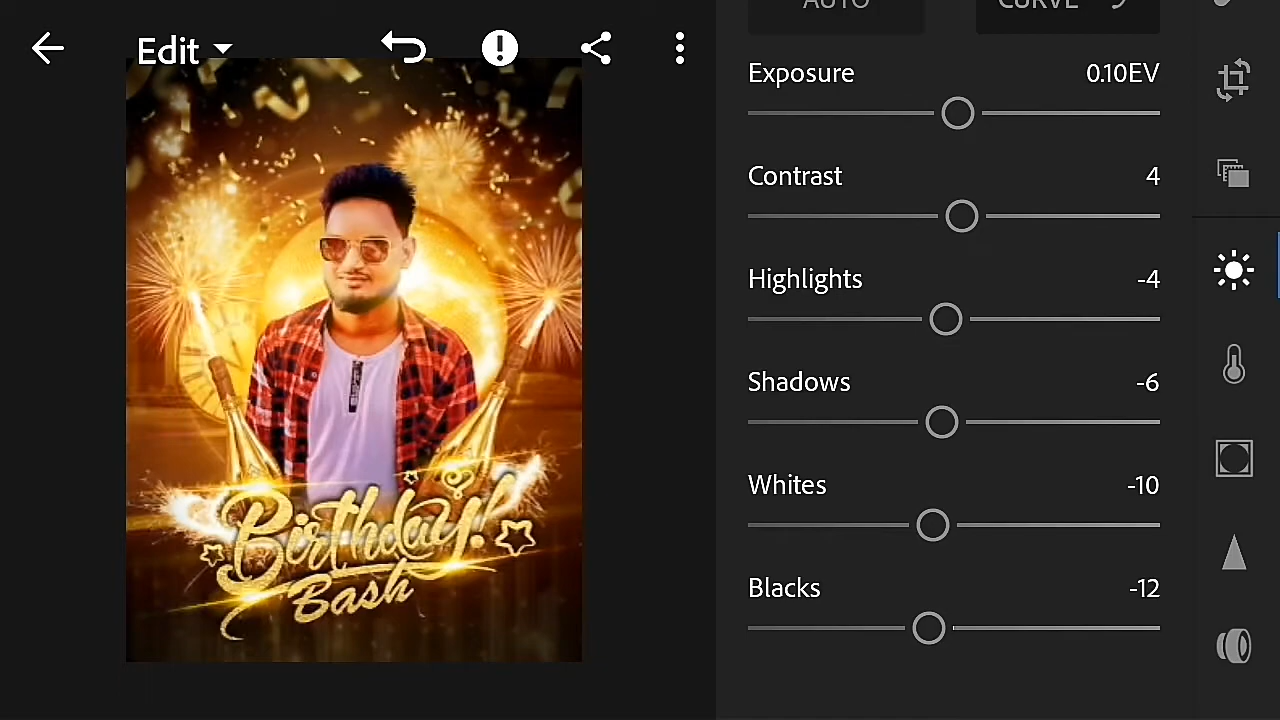 AUTO
CURVE
Edit
Exposure 0.10EV
Contrast 4
Highlights -4
Shadows -6
Whites -10
Blacks -12
Birthday!
Bash